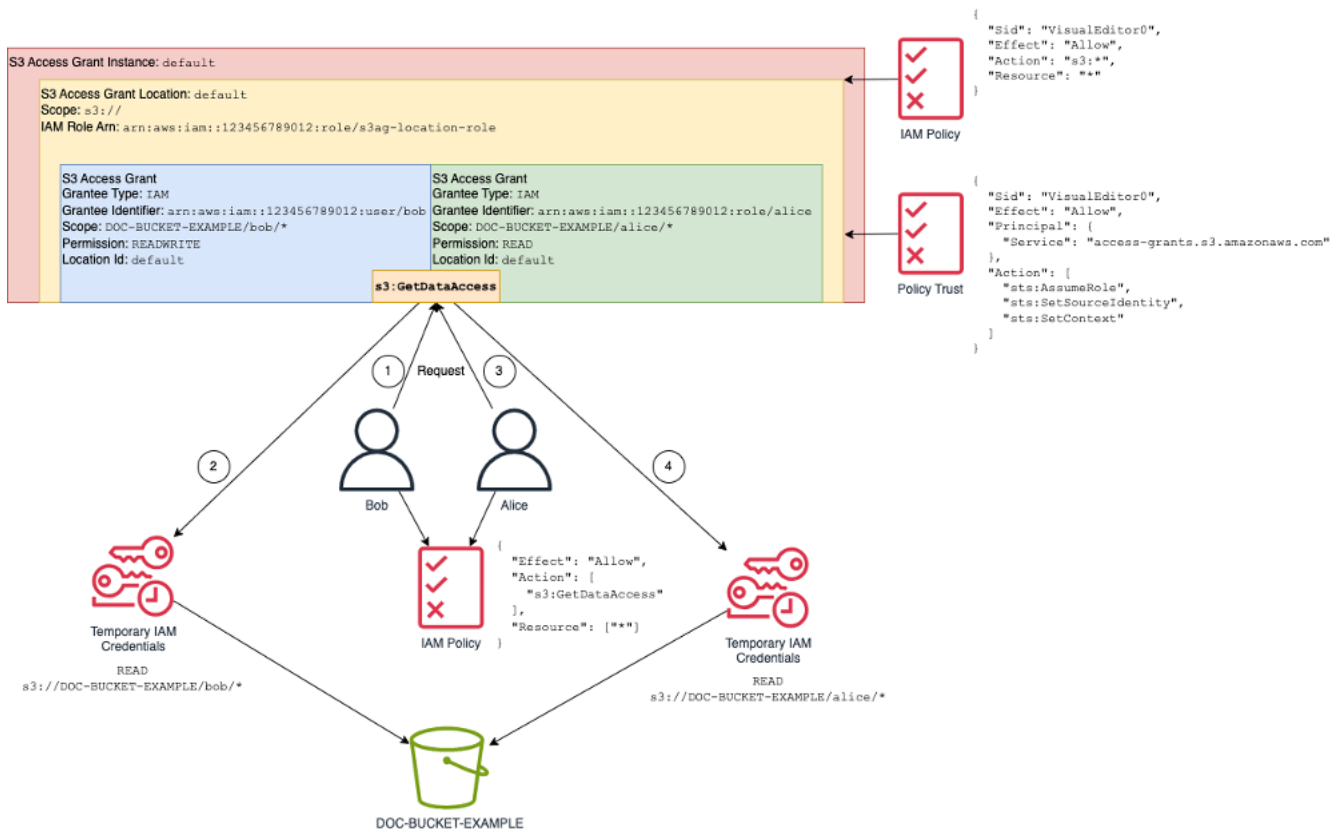 S3 Access Grant Instance: default
S3 Access Grant Location: default
Scope: s3://
IAM Role Arn: arn:aws:iam::123456789012:role/s3ag-location-role
S3 Access Grant
Grantee Type: IAM
Grantee Identifier: arn:aws:iam::123456789012:user/bob
Scope: DOC-BUCKET-EXAMPLE/bob/*
Permission: READWRITE
Location Id: default
S3 Access Grant
Grantee Type: IAM
Grantee Identifier: arn:aws:iam::123456789012:role/alice
Scope: DOC-BUCKET-EXAMPLE/alice/*
Permission: READ
Location Id: default
s3:GetDataAccess
{
"Sid": "VisualEditor0",
"Effect": "Allow",
"Action": "s3:*",
"Resource": "*"
}
IAM Policy
{
"Sid": "VisualEditor0",
"Effect": "Allow",
"Principal": {
"Service": "access-grants.s3.amazonaws.com"
},
"Action": [
"sts:AssumeRole",
"sts:SetSourceIdentity",
"sts:SetContext"
]
}
Policy Trust
1
Request
3
2
4
Bob
Alice
{
"Effect": "Allow",
"Action": [
"s3:GetDataAccess"
],
"Resource": ["*"]
}
IAM Policy
Temporary IAM
Credentials
READ
s3://DOC-BUCKET-EXAMPLE/bob/*
Temporary IAM
Credentials
READ
s3://DOC-BUCKET-EXAMPLE/alice/*
DOC-BUCKET-EXAMPLE